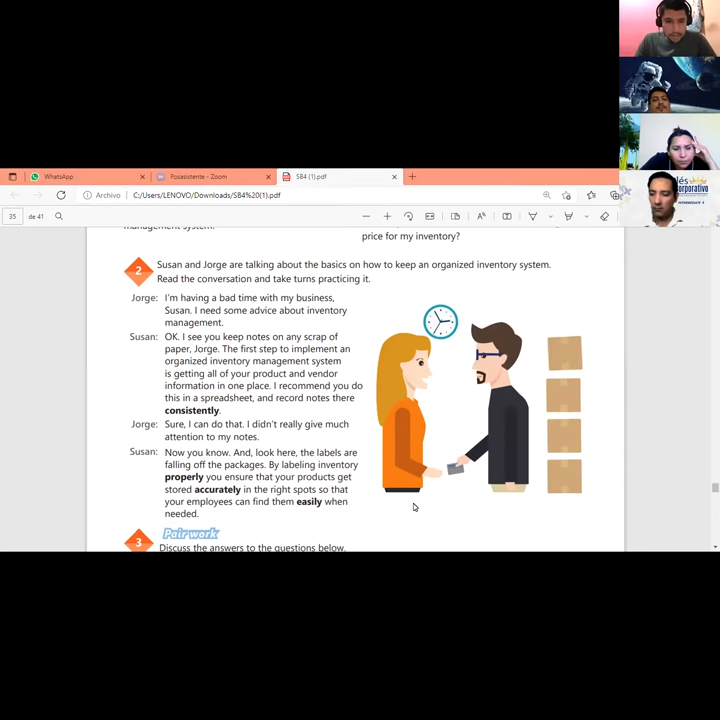 WhatsApp
Posasistente - Zoom
SB4 (1).pdf
Archivo
C:/Users/LENOVO/Downloads/SB4%20(1).pdf
35
de 41
management system.
price for my inventory?
2
Susan and Jorge are talking about the basics on how to keep an organized inventory system.
Read the conversation and take turns practicing it.
Jorge: I'm having a bad time with my business,
Susan. I need some advice about inventory
management.
Susan: OK. I see you keep notes on any scrap of
paper, Jorge. The first step to implement an
organized inventory management system
is getting all of your product and vendor
information in one place. I recommend you do
this in a spreadsheet, and record notes there
consistently.
Jorge: Sure, I can do that. I didn't really give much
attention to my notes.
Susan: Now you know. And, look here, the labels are
falling off the packages. By labeling inventory
properly you ensure that your products get
stored accurately in the right spots so that
your employees can find them easily when
needed.
3
Pair work
Discuss the answers to the questions below.
INTERMEDIATE